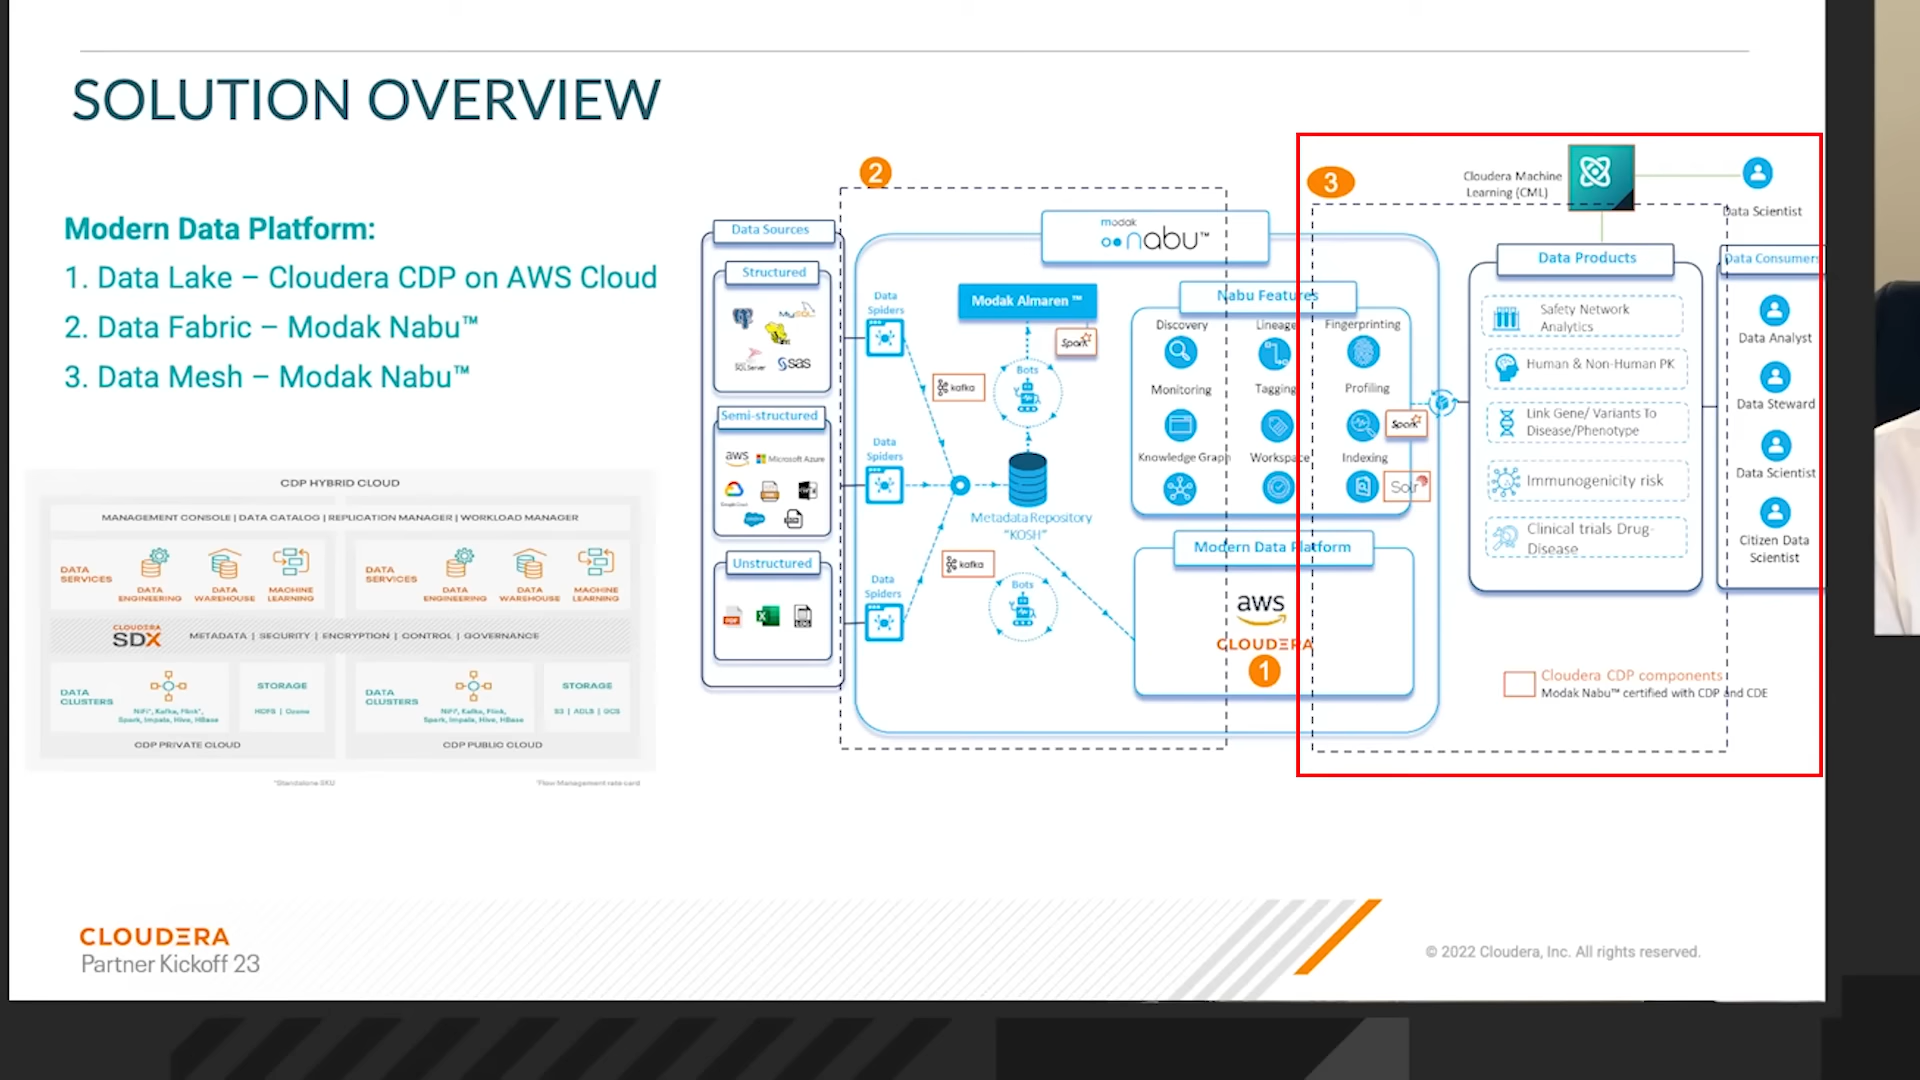 SOLUTION OVERVIEW
Modern Data Platform:
1. Data Lake – Cloudera CDP on AWS Cloud
2. Data Fabric – Modak Nabu™
3. Data Mesh – Modak Nabu™
CDP HYBRID CLOUD
MANAGEMENT CONSOLE | DATA CATALOG | REPLICATION MANAGER | WORKLOAD MANAGER
DATA SERVICES
DATA ENGINEERING
DATA WAREHOUSE
MACHINE LEARNING
DATA SERVICES
DATA ENGINEERING
DATA WAREHOUSE
MACHINE LEARNING
CLOUDERA
SDX
METADATA | SECURITY | ENCRYPTION | CONTROL | GOVERNANCE
DATA CLUSTERS
NiFi*, Kafka, Flink*,
Spark, Impala, Hive, HBase
STORAGE
HDFS | Ozone
DATA CLUSTERS
NiFi*, Kafka, Flink,
Spark, Impala, Hive, HBase
STORAGE
S3 | ADLS | GCS
CDP PRIVATE CLOUD
CDP PUBLIC CLOUD
*Standalone SKU
*Flow Management rate card
2
Data Sources
Structured
MySQL
SQL Server
sas
Semi-structured
aws
Microsoft Azure
Google Cloud
Unstructured
PDF
X
LOG
modak
nabu™
Data Spiders
Data Spiders
Data Spiders
Modak Almaren ™
Spark
kafka
Bots
Metadata Repository
“KOSH”
kafka
Bots
Nabu Features
Discovery
Lineage
Fingerprinting
Monitoring
Tagging
Profiling
Spark
Knowledge Graph
Workspace
Indexing
Solr
Modern Data Platform
aws
CLOUDERA
1
3
Cloudera Machine
Learning (CML)
Data Scientist
Data Products
Safety Network
Analytics
Human & Non-Human PK
Link Gene/ Variants To
Disease/Phenotype
Immunogenicity risk
Clinical trials Drug-
Disease
Data Consumers
Data Analyst
Data Steward
Data Scientist
Citizen Data
Scientist
Cloudera CDP components
Modak Nabu™ certified with CDP and CDE
CLOUDERA
Partner Kickoff 23
© 2022 Cloudera, Inc. All rights reserved.